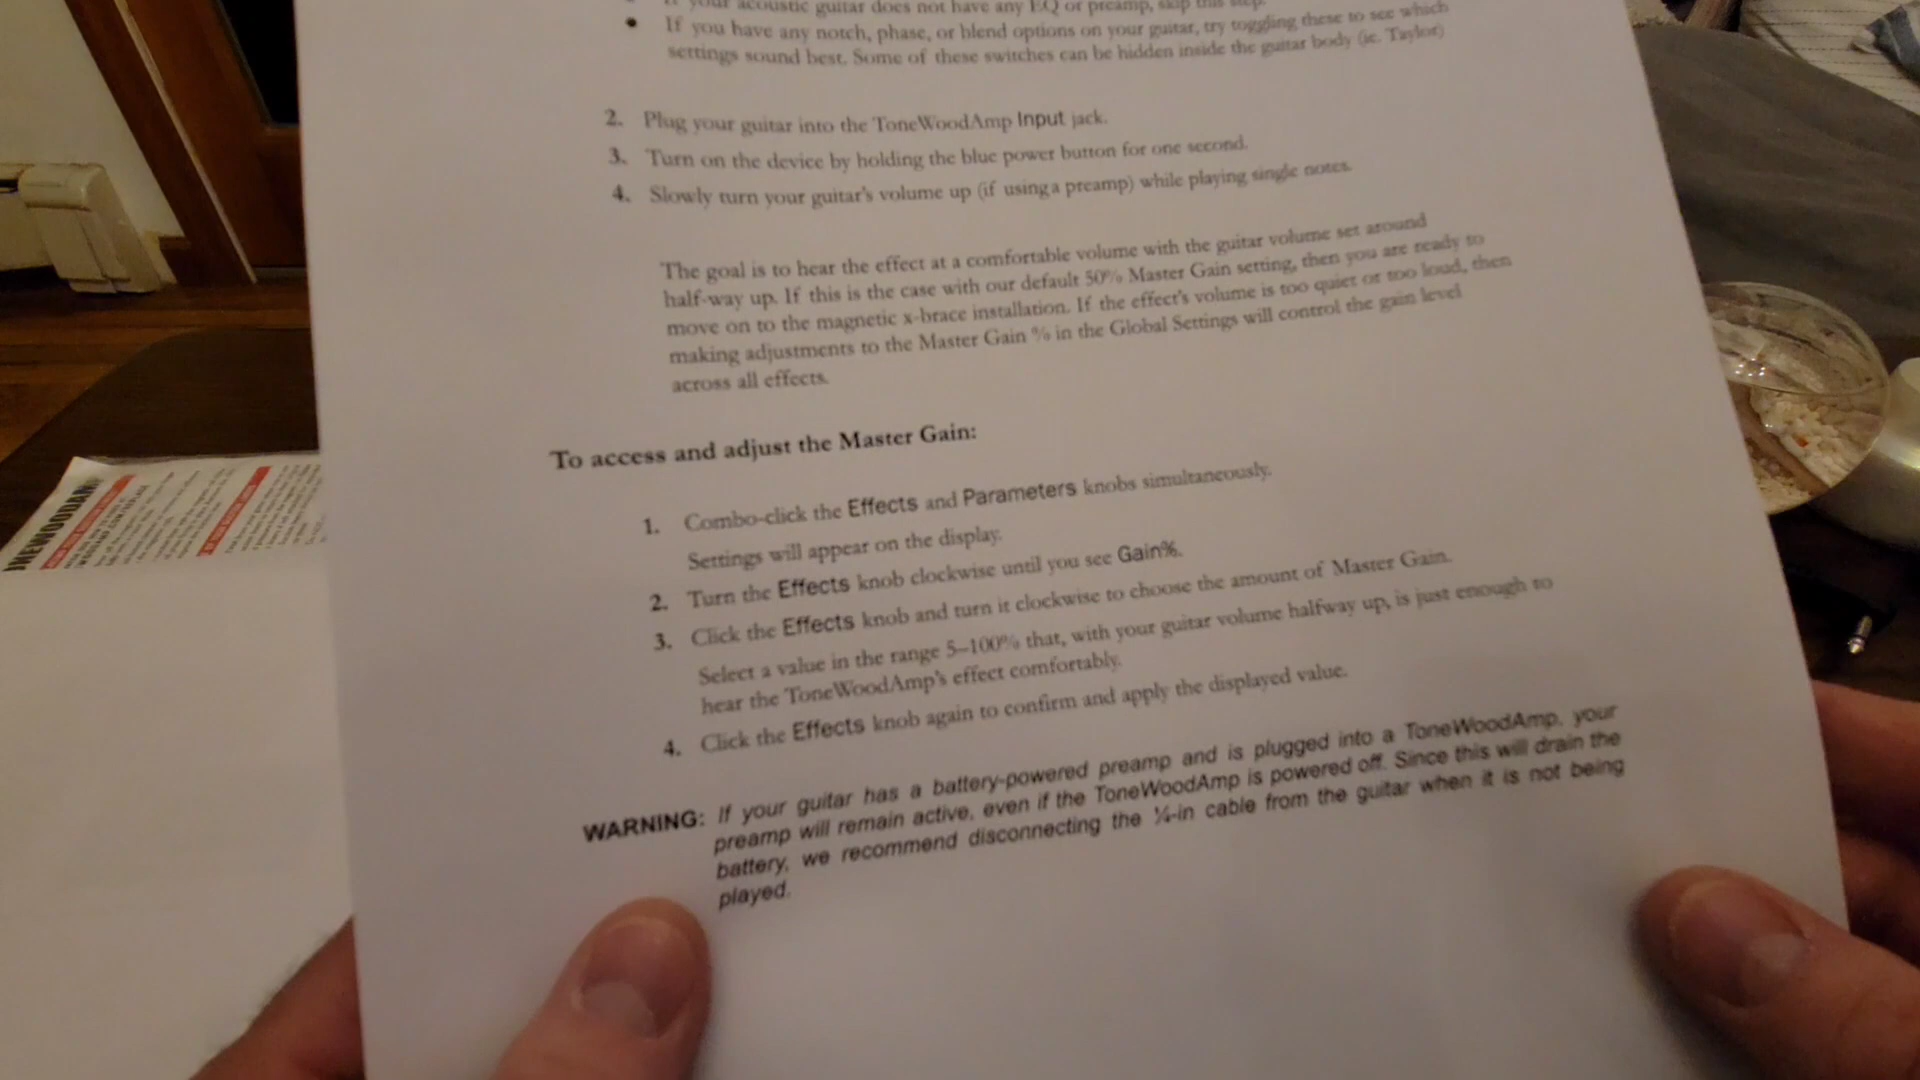 If your acoustic guitar does not have any EQ or preamp, skip this step.
• If you have any notch, phase, or blend options on your guitar, try toggling these to see which
settings sound best. Some of these switches can be hidden inside the guitar body (ie. Taylor)
2. Plug your guitar into the ToneWoodAmp Input jack.
3. Turn on the device by holding the blue power button for one second.
4. Slowly turn your guitar's volume up (if using a preamp) while playing single notes.
The goal is to hear the effect at a comfortable volume with the guitar volume set around
half-way up. If this is the case with our default 50% Master Gain setting, then you are ready to
move on to the magnetic x-brace installation. If the effect's volume is too quiet or too loud, then
making adjustments to the Master Gain % in the Global Settings will control the gain level
across all effects.
To access and adjust the Master Gain:
1. Combo-click the Effects and Parameters knobs simultaneously.
Settings will appear on the display.
2. Turn the Effects knob clockwise until you see Gain%.
3. Click the Effects knob and turn it clockwise to choose the amount of Master Gain.
Select a value in the range 5–100% that, with your guitar volume halfway up, is just enough to
hear the ToneWoodAmp's effect comfortably.
4. Click the Effects knob again to confirm and apply the displayed value.
WARNING: If your guitar has a battery-powered preamp and is plugged into a ToneWoodAmp, your
preamp will remain active, even if the ToneWoodAmp is powered off. Since this will drain the
battery, we recommend disconnecting the ¼-in cable from the guitar when it is not being
played.